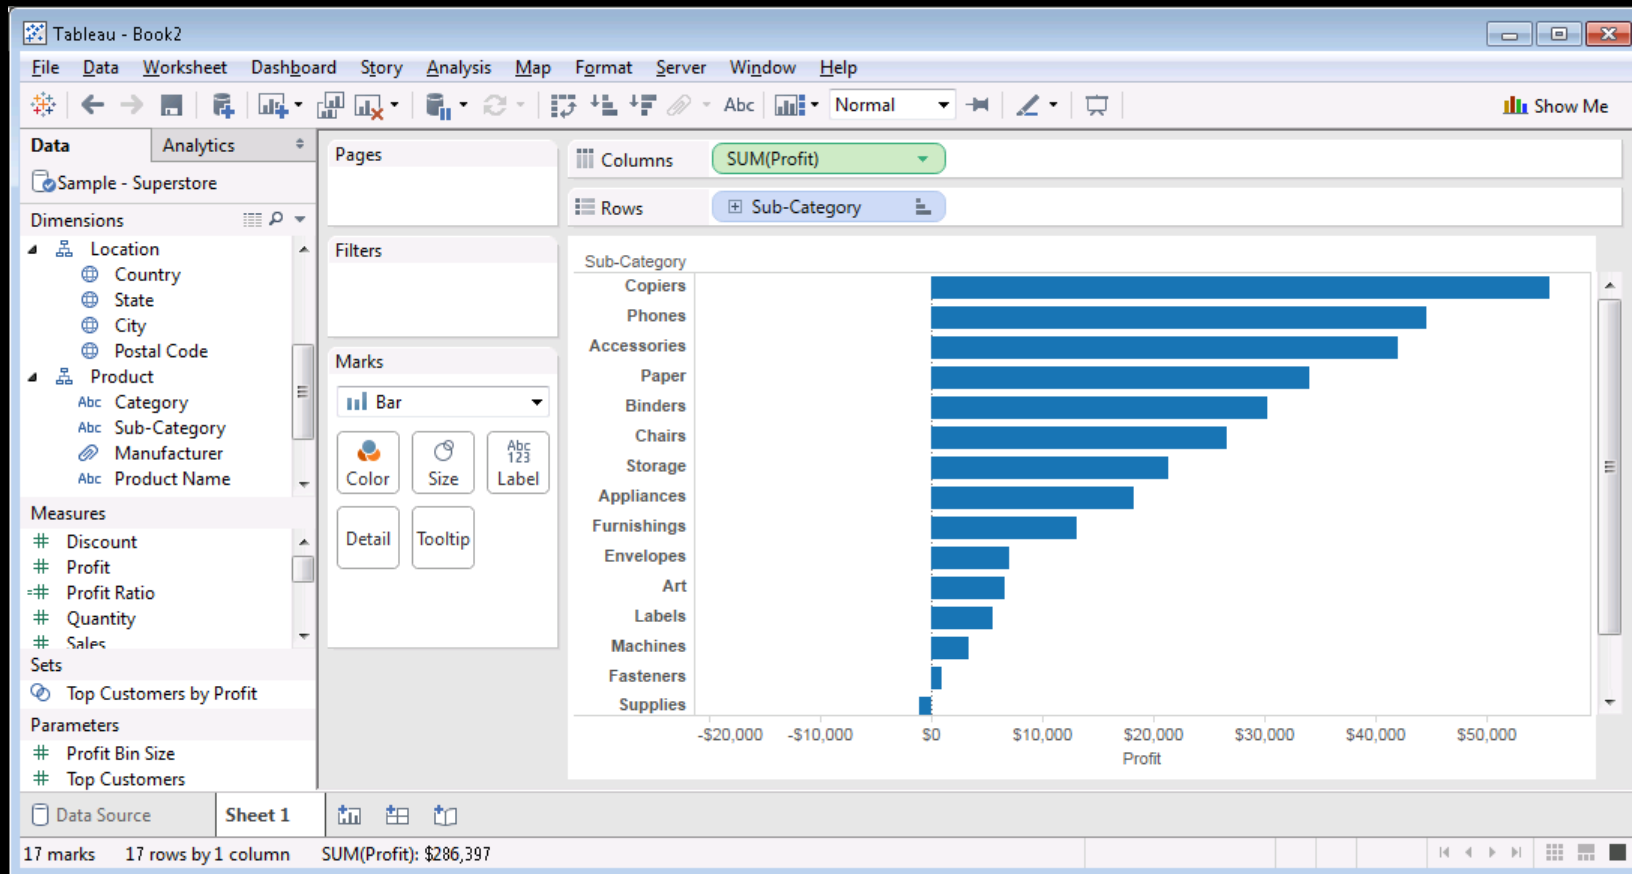 Tableau - Book2
File Data Worksheet Dashboard Story Analysis Map Format Server Window Help
Abc Normal Show Me
Data Analytics
Sample - Superstore
Dimensions
Location
Country
State
City
Postal Code
Product
Abc Category
Abc Sub-Category
Manufacturer
Abc Product Name
Measures
# Discount
# Profit
=# Profit Ratio
# Quantity
# Sales
Sets
Top Customers by Profit
Parameters
# Profit Bin Size
# Top Customers
Pages
Filters
Marks
Bar
Color Size Abc 123 Label
Detail Tooltip
Columns SUM(Profit)
Rows Sub-Category
Sub-Category
Copiers
Phones
Accessories
Paper
Binders
Chairs
Storage
Appliances
Furnishings
Envelopes
Art
Labels
Machines
Fasteners
Supplies
-$20,000 -$10,000 $0 $10,000 $20,000 $30,000 $40,000 $50,000
Profit
Data Source Sheet 1
17 marks 17 rows by 1 column SUM(Profit): $286,397